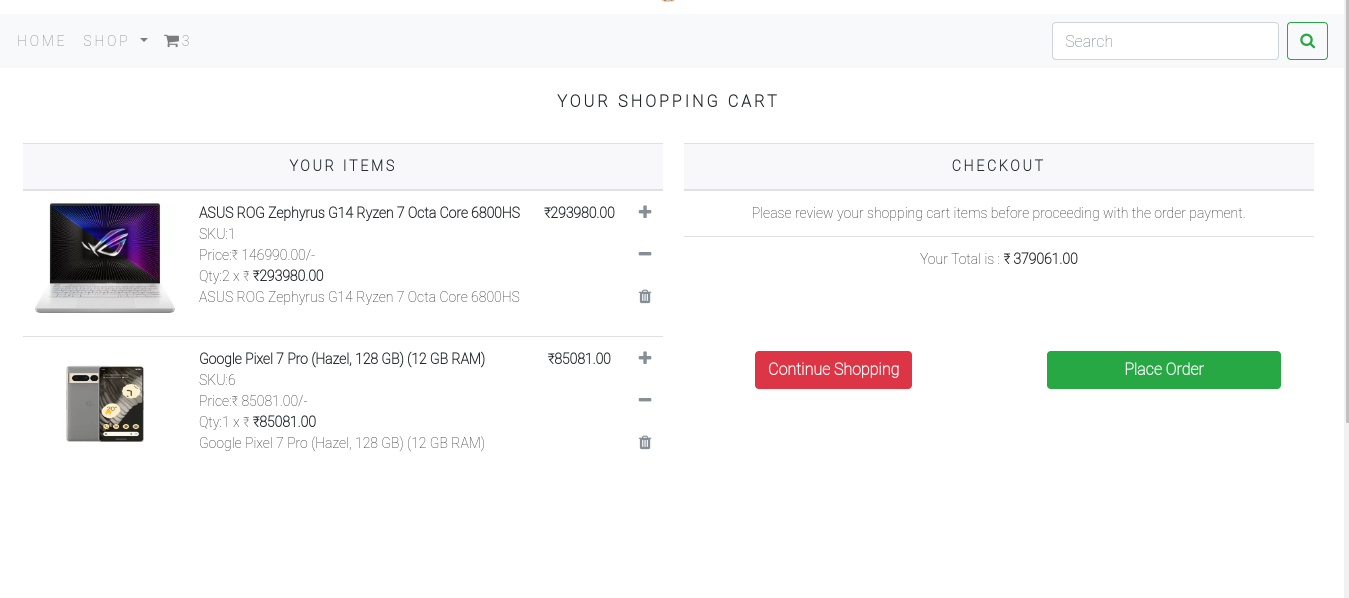 HOME SHOP 3 Search
YOUR SHOPPING CART
YOUR ITEMS
ASUS ROG Zephyrus G14 Ryzen 7 Octa Core 6800HS ₹293980.00
SKU:1
Price:₹ 146990.00/-
Qty:2 x ₹ ₹293980.00
ASUS ROG Zephyrus G14 Ryzen 7 Octa Core 6800HS
Google Pixel 7 Pro (Hazel, 128 GB) (12 GB RAM) ₹85081.00
SKU:6
Price:₹ 85081.00/-
Qty:1 x ₹ ₹85081.00
Google Pixel 7 Pro (Hazel, 128 GB) (12 GB RAM)
CHECKOUT
Please review your shopping cart items before proceeding with the order payment.
Your Total is : ₹ 379061.00
Continue Shopping Place Order